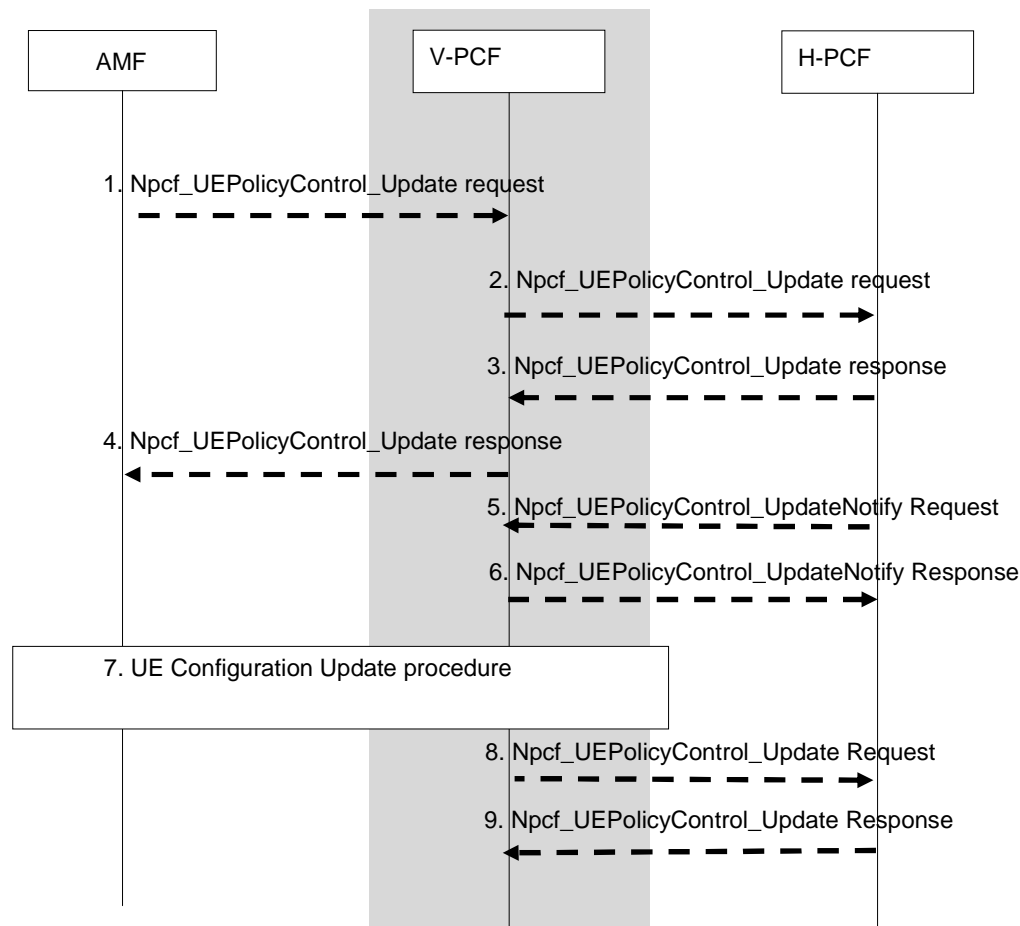 AMF
V-PCF
H-PCF
1. Npcf_UEPolicyControl_Update request
2. Npcf_UEPolicyControl_Update request
3. Npcf_UEPolicyControl_Update response
4. Npcf_UEPolicyControl_Update response
5. Npcf_UEPolicyControl_UpdateNotify Request
6. Npcf_UEPolicyControl_UpdateNotify Response
7. UE Configuration Update procedure
8. Npcf_UEPolicyControl_Update Request
9. Npcf_UEPolicyControl_Update Response